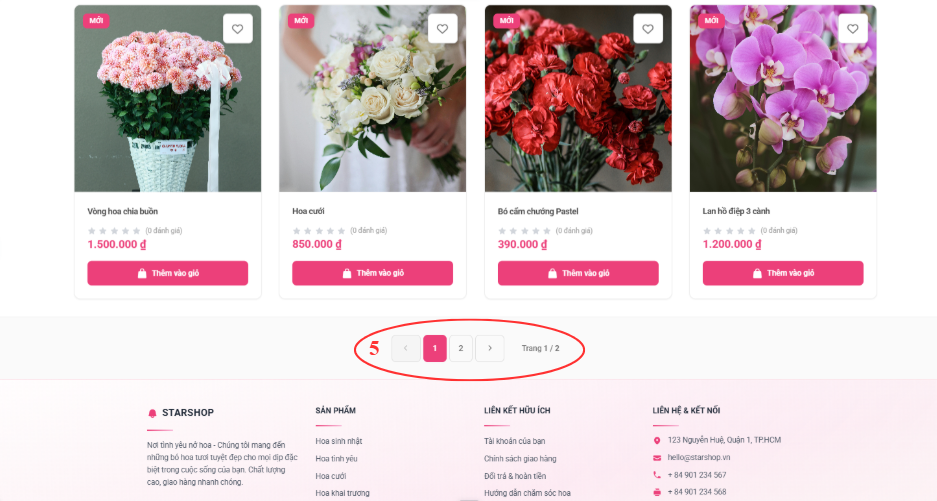 MỚI
MỚI
MỚI
MỚI
Vòng hoa chia buồn
(0 đánh giá)
1.500.000 ₫
Thêm vào giỏ
Hoa cưới
(0 đánh giá)
850.000 ₫
Thêm vào giỏ
Bó cẩm chướng Pastel
(0 đánh giá)
390.000 ₫
Thêm vào giỏ
Lan hồ điệp 3 cành
(0 đánh giá)
1.200.000 ₫
Thêm vào giỏ
5
1
2
Trang 1 / 2
STARSHOP
Nơi tình yêu nở hoa - Chúng tôi mang đến
những bó hoa tươi tuyệt đẹp cho mọi dịp đặc
biệt trong cuộc sống của bạn. Chất lượng
cao, giao hàng nhanh chóng.
SẢN PHẨM
Hoa sinh nhật
Hoa tình yêu
Hoa cưới
Hoa khai trương
LIÊN KẾT HỮU ÍCH
Tài khoản của bạn
Chính sách giao hàng
Đổi trả & hoàn tiền
Hướng dẫn chăm sóc hoa
LIÊN HỆ & KẾT NỐI
123 Nguyễn Huệ, Quận 1, TP.HCM
hello@starshop.vn
+ 84 901 234 567
+ 84 901 234 568